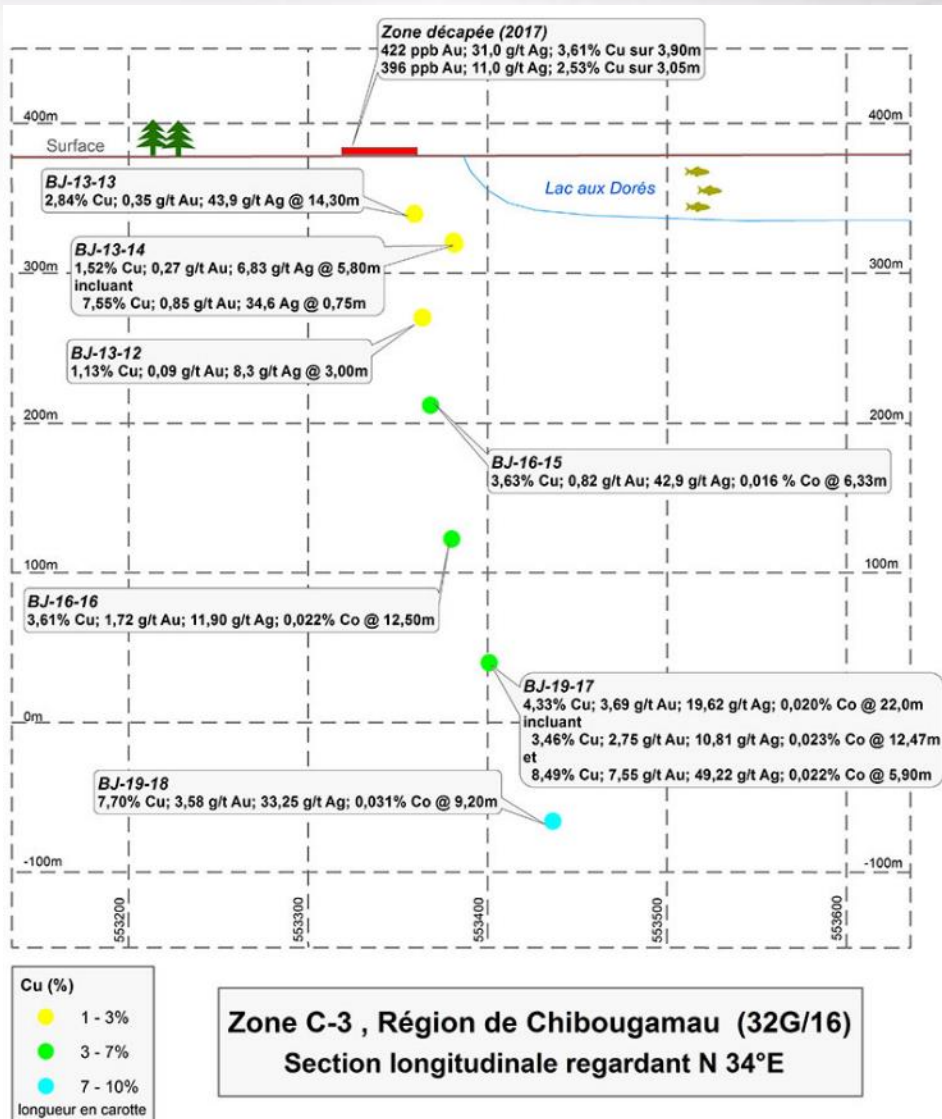 Zone décapée (2017)
422 ppb Au; 31,0 g/t Ag; 3,61% Cu sur 3,90m
396 ppb Au; 11,0 g/t Ag; 2,53% Cu sur 3,05m
400m
400m
Surface
Lac aux Dorés
BJ-13-13
2,84% Cu; 0,35 g/t Au; 43,9 g/t Ag @ 14,30m
BJ-13-14
1,52% Cu; 0,27 g/t Au; 6,83 g/t Ag @ 5,80m
incluant
7,55% Cu; 0,85 g/t Au; 34,6 Ag @ 0,75m
300m
300m
BJ-13-12
1,13% Cu; 0,09 g/t Au; 8,3 g/t Ag @ 3,00m
200m
200m
BJ-16-15
3,63% Cu; 0,82 g/t Au; 42,9 g/t Ag; 0,016 % Co @ 6,33m
100m
100m
BJ-16-16
3,61% Cu; 1,72 g/t Au; 11,90 g/t Ag; 0,022% Co @ 12,50m
BJ-19-17
4,33% Cu; 3,69 g/t Au; 19,62 g/t Ag; 0,020% Co @ 22,0m
incluant
3,46% Cu; 2,75 g/t Au; 10,81 g/t Ag; 0,023% Co @ 12,47m
et
8,49% Cu; 7,55 g/t Au; 49,22 g/t Ag; 0,022% Co @ 5,90m
0m
0m
BJ-19-18
7,70% Cu; 3,58 g/t Au; 33,25 g/t Ag; 0,031% Co @ 9,20m
-100m
-100m
553200
553300
553400
553500
553600
Cu (%)
1 - 3%
3 - 7%
7 - 10%
longueur en carotte
Zone C-3 , Région de Chibougamau (32G/16)
Section longitudinale regardant N 34°E